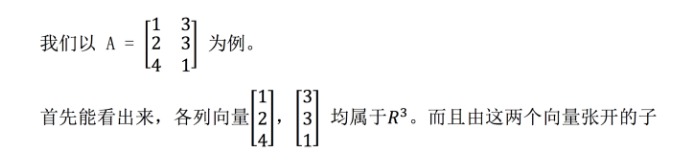 我们以 A = [1 3; 2 3; 4 1] 为例。
首先能看出来，各列向量[1; 2; 4]，[3; 3; 1] 均属于R³。而且由这两个向量张开的子